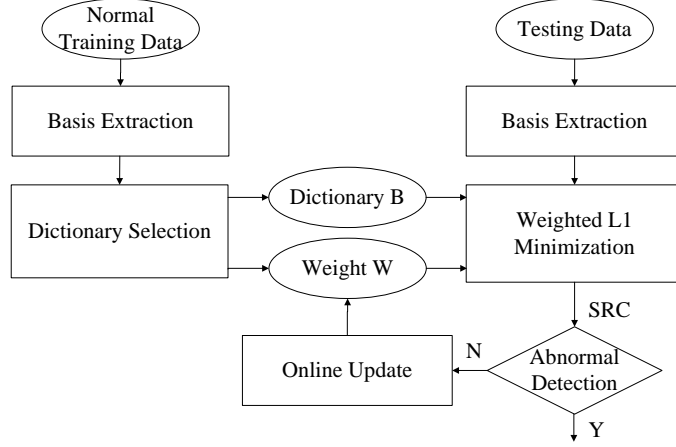 Normal
Training Data
Testing Data
Basis Extraction
Basis Extraction
Dictionary Selection
Dictionary B
Weight W
Weighted L1
Minimization
SRC
Online Update
N
Abnormal
Detection
Y